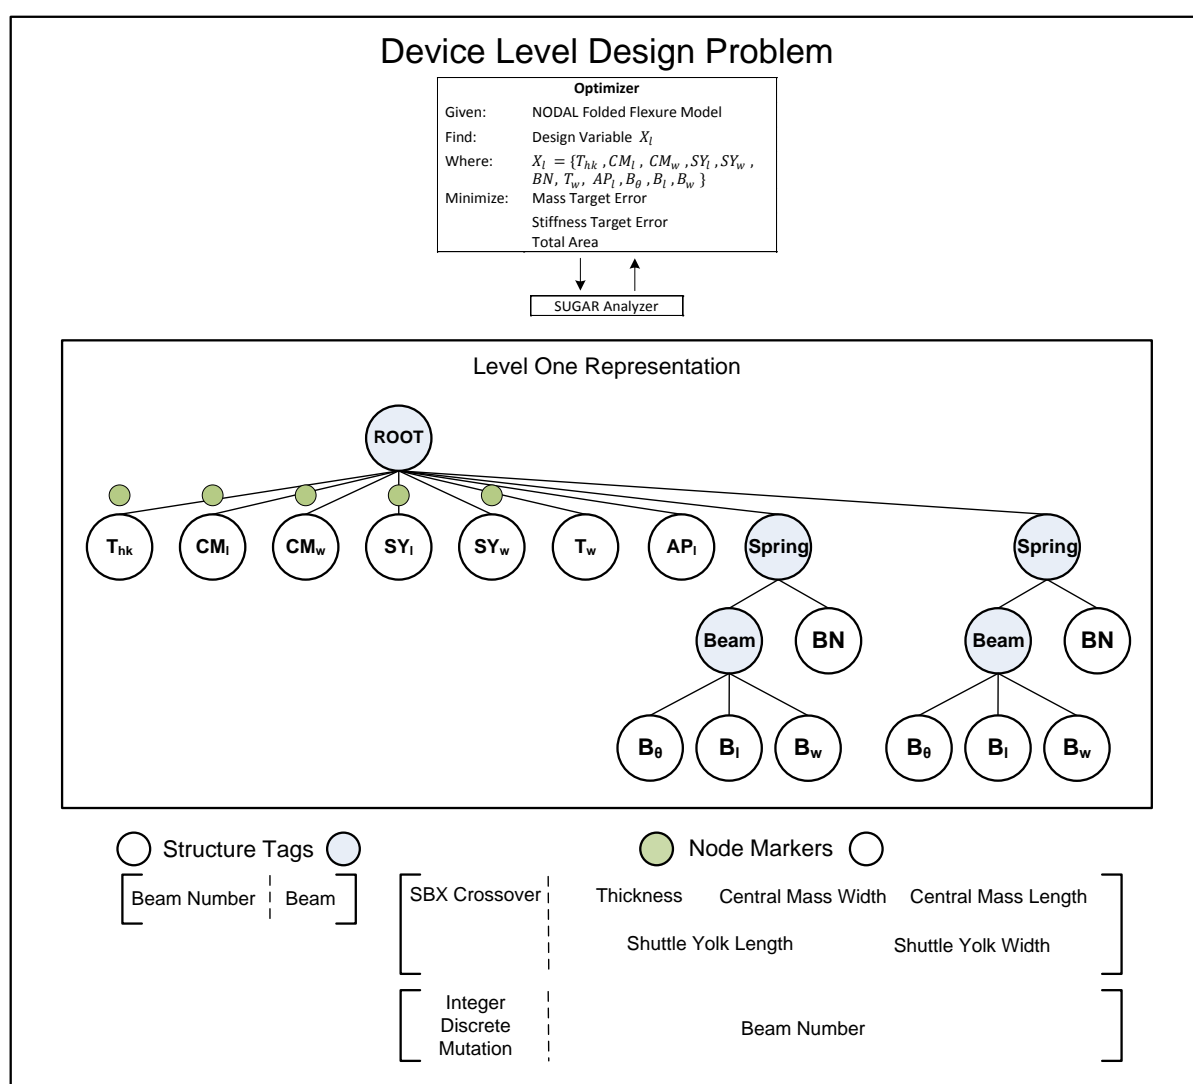 Device Level Design Problem
Optimizer
Given: NODAL Folded Flexure Model
Find: Design Variable X_l
Where: X_l = {T_hk , CM_l , CM_w , SY_l , SY_w ,
BN, T_w, AP_l , B_θ , B_l , B_w }
Minimize: Mass Target Error
Stiffness Target Error
Total Area
SUGAR Analyzer
Level One Representation
ROOT
T_hk CM_l CM_w SY_l SY_w T_w AP_l Spring Spring
Beam BN Beam BN
B_θ B_l B_w B_θ B_l B_w
Structure Tags Node Markers
Beam Number Beam
SBX Crossover Thickness Central Mass Width Central Mass Length
Shuttle Yolk Length Shuttle Yolk Width
Integer
Discrete
Mutation
Beam Number